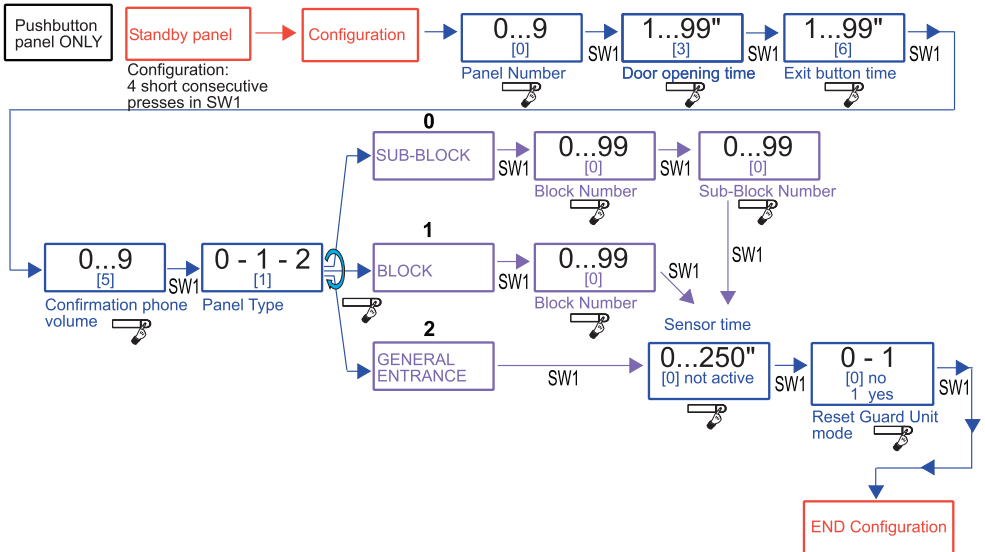 Pushbutton
panel ONLY
Standby panel
Configuration
0...9
[0]
Panel Number
SW1
1...99"
[3]
Door opening time
SW1
1...99"
[6]
Exit button time
SW1
Configuration:
4 short consecutive
presses in SW1
0
SUB-BLOCK
SW1
0...99
[0]
Block Number
SW1
0...99
[0]
Sub-Block Number
SW1
0...9
[5]
Confirmation phone
volume
SW1
0 - 1 - 2
[1]
Panel Type
1
BLOCK
SW1
0...99
[0]
Block Number
SW1
2
GENERAL
ENTRANCE
SW1
Sensor time
0...250"
[0] not active
SW1
0 - 1
[0] no
1 yes
Reset Guard Unit
mode
SW1
END Configuration